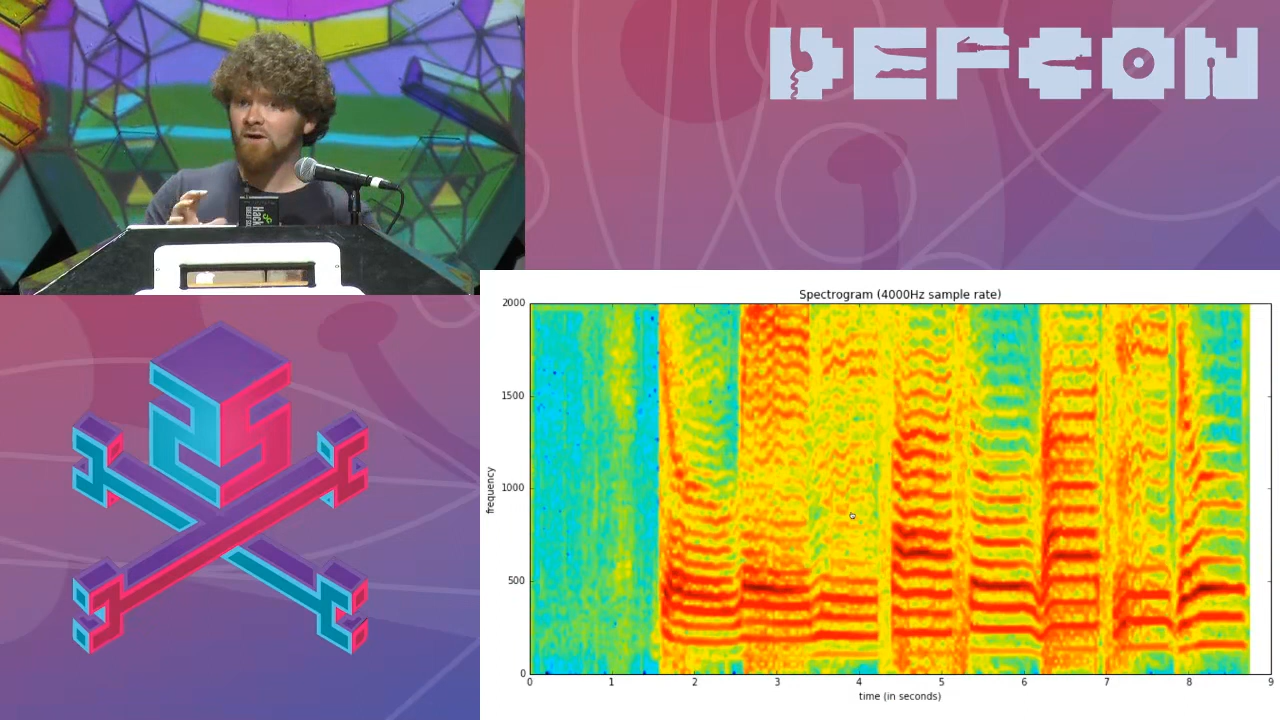 DEFCON
Spectrogram (4000Hz sample rate)
2000
1500
1000
500
0
frequency
0 1 2 3 4 5 6 7 8 9
time (in seconds)